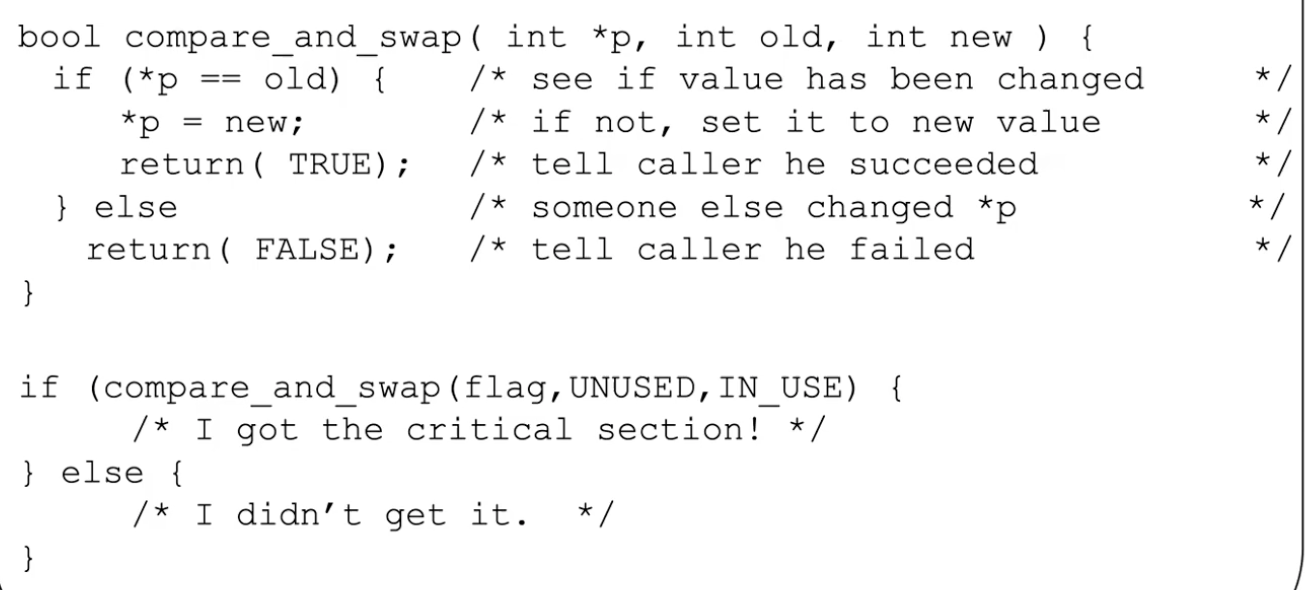 bool compare_and_swap( int *p, int old, int new ) {
if (*p == old) { /* see if value has been changed */
*p = new; /* if not, set it to new value */
return( TRUE); /* tell caller he succeeded */
} else /* someone else changed *p */
return( FALSE); /* tell caller he failed */
}
if (compare_and_swap(flag,UNUSED,IN_USE) {
/* I got the critical section! */
} else {
/* I didn’t get it. */
}